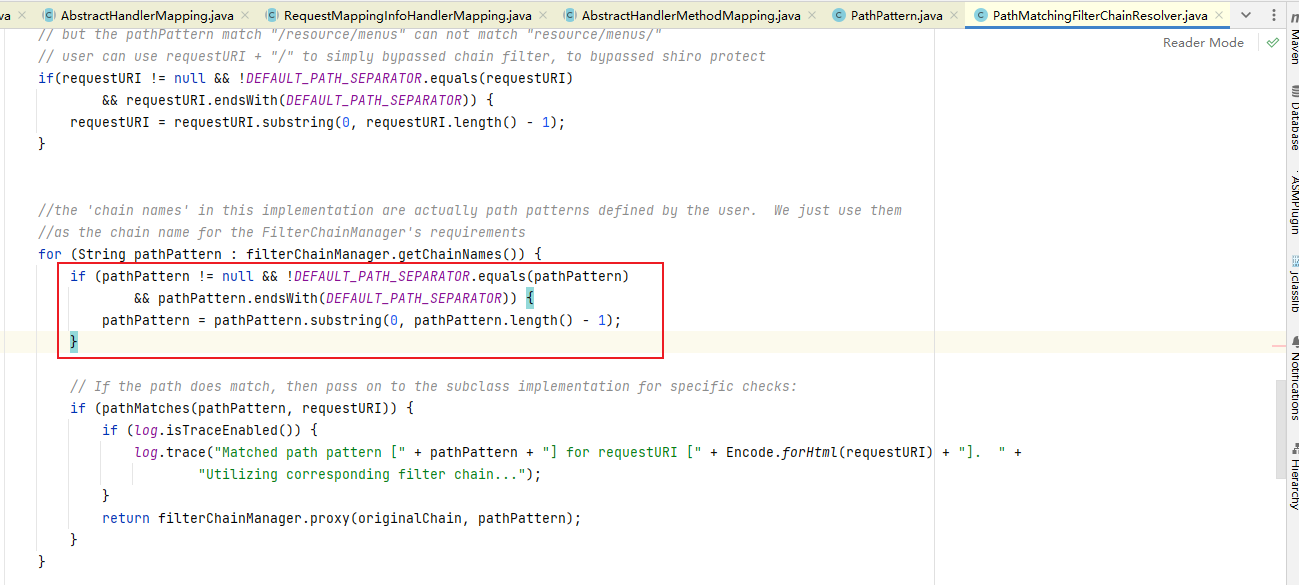 va AbstractHandlerMapping.java RequestMappingInfoHandlerMapping.java AbstractHandlerMethodMapping.java PathPattern.java PathMatchingFilterChainResolver.java
Reader Mode
// but the pathPattern match "/resource/menus" can not match "resource/menus/"
// user can use requestURI + "/" to simply bypassed chain filter, to bypassed shiro protect
if(requestURI != null && !DEFAULT_PATH_SEPARATOR.equals(requestURI)
&& requestURI.endsWith(DEFAULT_PATH_SEPARATOR)) {
requestURI = requestURI.substring(0, requestURI.length() - 1);
}
//the 'chain names' in this implementation are actually path patterns defined by the user.  We just use them
//as the chain name for the FilterChainManager's requirements
for (String pathPattern : filterChainManager.getChainNames()) {
if (pathPattern != null && !DEFAULT_PATH_SEPARATOR.equals(pathPattern)
&& pathPattern.endsWith(DEFAULT_PATH_SEPARATOR)) {
pathPattern = pathPattern.substring(0, pathPattern.length() - 1);
}
// If the path does match, then pass on to the subclass implementation for specific checks:
if (pathMatches(pathPattern, requestURI)) {
if (log.isTraceEnabled()) {
log.trace("Matched path pattern [" + pathPattern + "] for requestURI [" + Encode.forHtml(requestURI) + "].  " +
"Utilizing corresponding filter chain...");
}
return filterChainManager.proxy(originalChain, pathPattern);
}
}
m
Maven
Database
ASMPlugin
jclasslib
Notifications
Hierarchy